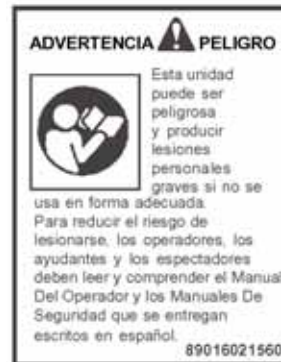 ADVERTENCIA PELIGRO
Esta unidad
puede ser
peligrosa
y producir
lesiones
personales
graves si no se
usa en forma adecuada.
Para reducir el riesgo de
lesionarse, los operadores, los
ayudantes y los espectadores
deben leer y comprender el Manual
Del Operador y los Manuales De
Seguridad que se entregan
escritos en español.
89016021560